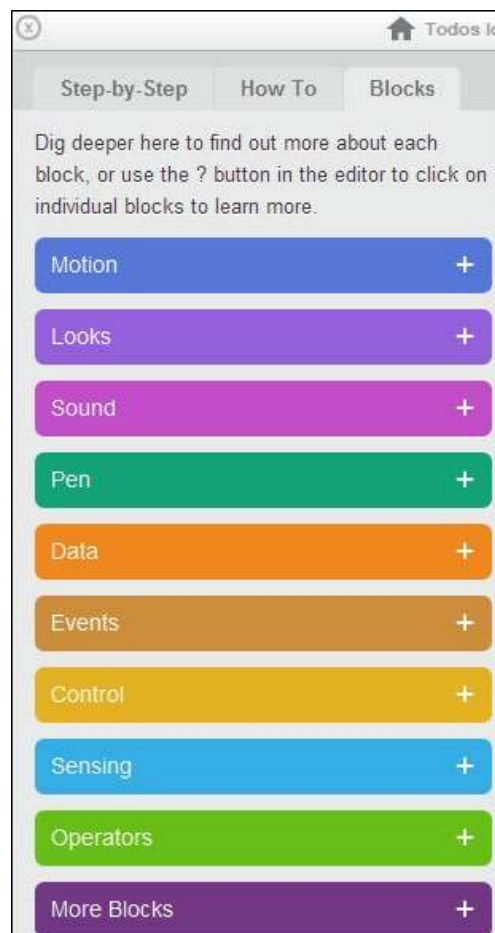 Todos lo
Step-by-Step How To Blocks
Dig deeper here to find out more about each
block, or use the ? button in the editor to click on
individual blocks to learn more.
Motion +
Looks +
Sound +
Pen +
Data +
Events +
Control +
Sensing +
Operators +
More Blocks +